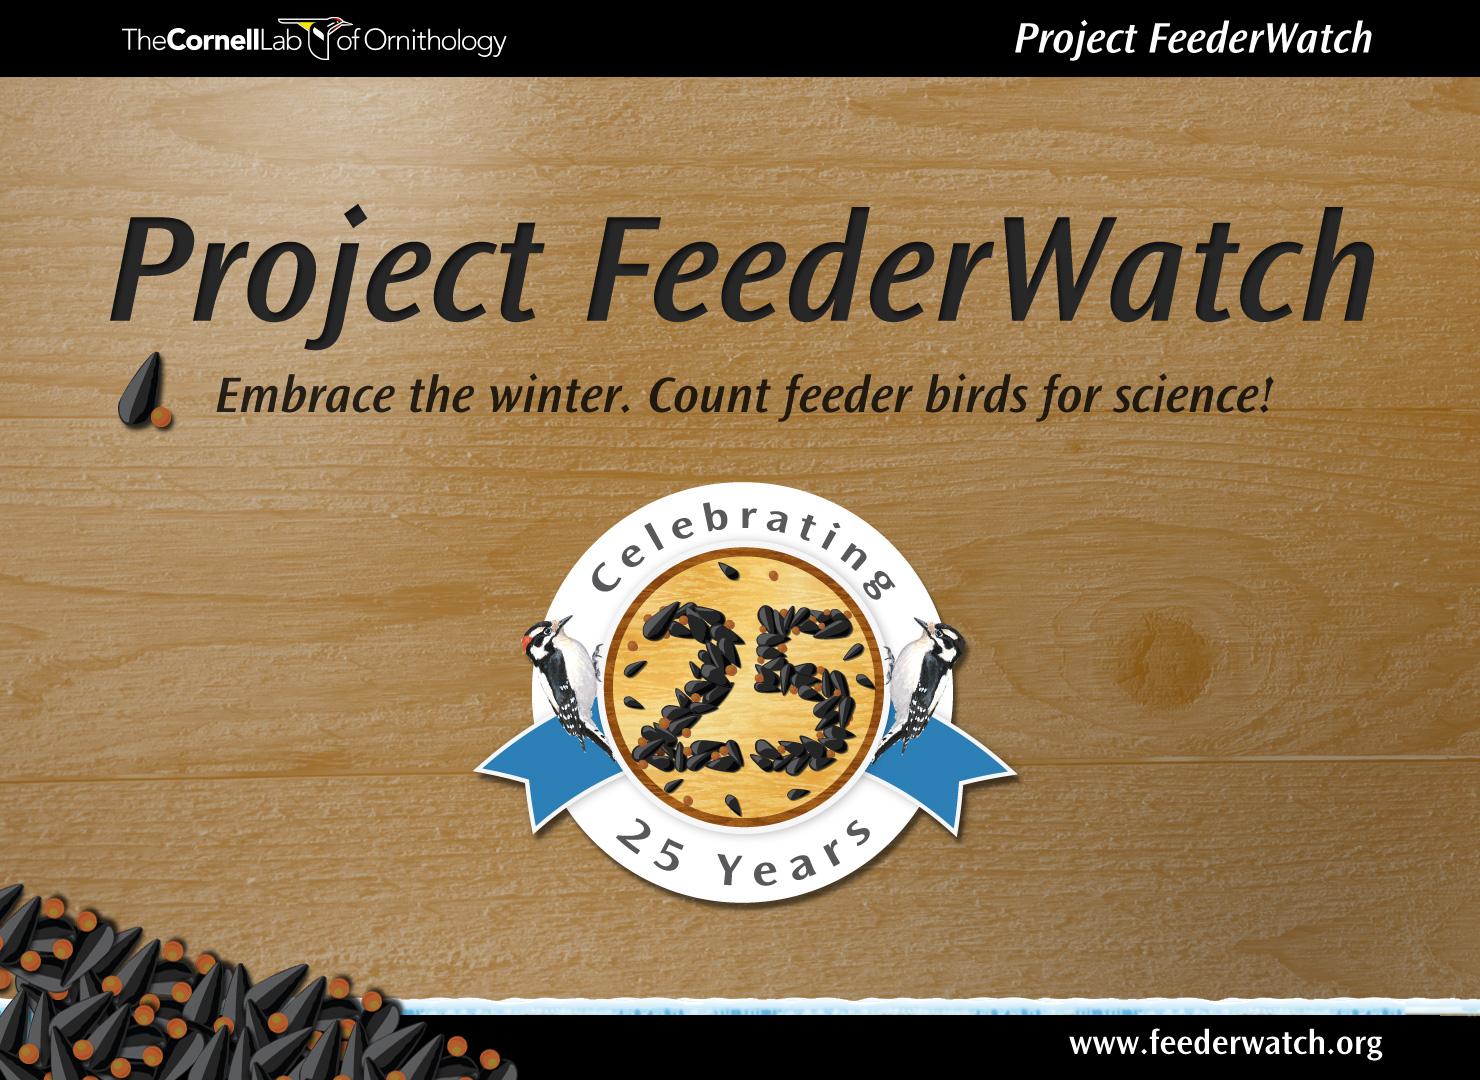 TheCornellLab of Ornithology
Project FeederWatch
Project FeederWatch
Embrace the winter. Count feeder birds for science!
Celebrating
25
25 Years
www.feederwatch.org